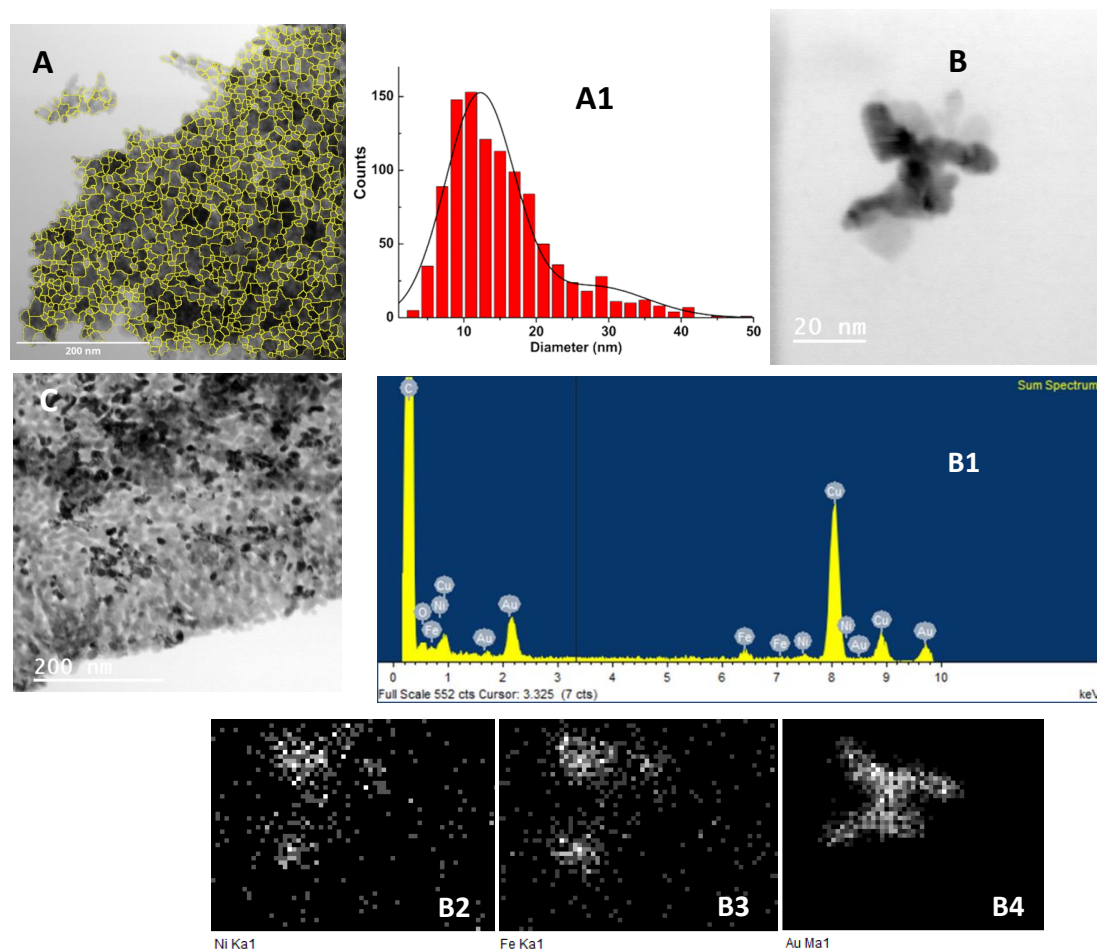 A
200 nm
A1
150
100
50
0
Counts
10
20
30
40
50
Diameter (nm)
B
20 nm
C
200 nm
Sum Spectrum
B1
C
O
Fe
Ni
Cu
Au
Au
Fe
Fe
Ni
Cu
Ni
Au
Cu
Au
0
1
2
3
4
5
6
7
8
9
10
Full Scale 552 cts Cursor: 3.325 (7 cts)
keV
B2
B3
B4
Ni Ka1
Fe Ka1
Au Ma1